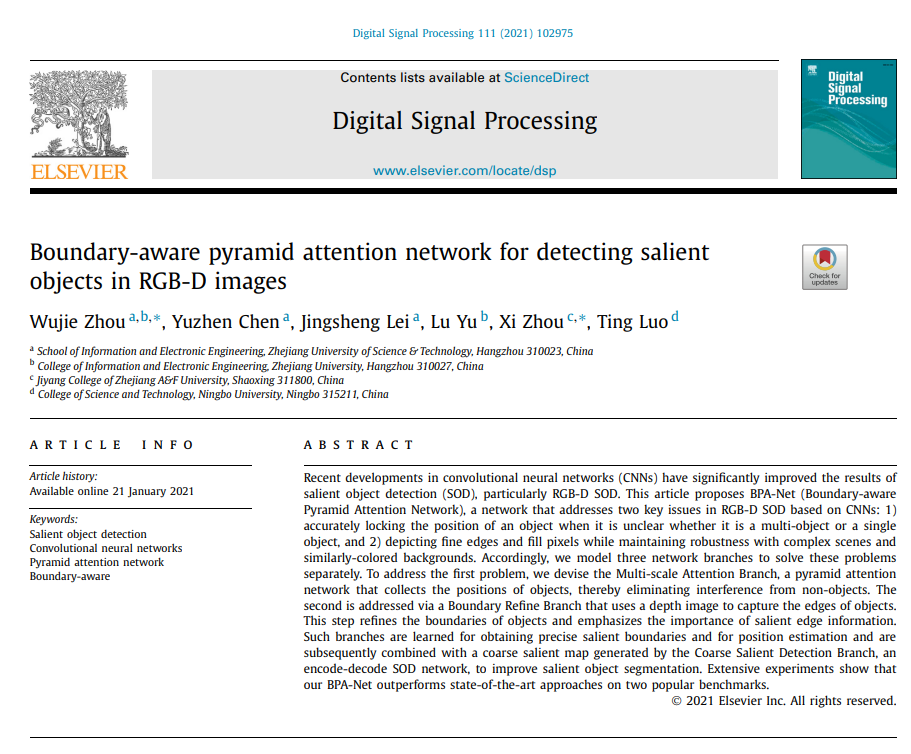 Digital Signal Processing 111 (2021) 102975
Contents lists available at ScienceDirect
Digital Signal Processing
www.elsevier.com/locate/dsp
ELSEVIER
Digital
Signal
Processing
Boundary-aware pyramid attention network for detecting salient
objects in RGB-D images
Check for
updates
Wujie Zhou a,b,*, Yuzhen Chen a, Jingsheng Lei a, Lu Yu b, Xi Zhou c,*, Ting Luo d
a School of Information and Electronic Engineering, Zhejiang University of Science & Technology, Hangzhou 310023, China
b College of Information and Electronic Engineering, Zhejiang University, Hangzhou 310027, China
c Jiyang College of Zhejiang A&F University, Shaoxing 311800, China
d College of Science and Technology, Ningbo University, Ningbo 315211, China
ARTICLE INFO
Article history:
Available online 21 January 2021
Keywords:
Salient object detection
Convolutional neural networks
Pyramid attention network
Boundary-aware
ABSTRACT
Recent developments in convolutional neural networks (CNNs) have significantly improved the results of
salient object detection (SOD), particularly RGB-D SOD. This article proposes BPA-Net (Boundary-aware
Pyramid Attention Network), a network that addresses two key issues in RGB-D SOD based on CNNs: 1)
accurately locking the position of an object when it is unclear whether it is a multi-object or a single
object, and 2) depicting fine edges and fill pixels while maintaining robustness with complex scenes and
similarly-colored backgrounds. Accordingly, we model three network branches to solve these problems
separately. To address the first problem, we devise the Multi-scale Attention Branch, a pyramid attention
network that collects the positions of objects, thereby eliminating interference from non-objects. The
second is addressed via a Boundary Refine Branch that uses a depth image to capture the edges of objects.
This step refines the boundaries of objects and emphasizes the importance of salient edge information.
Such branches are learned for obtaining precise salient boundaries and for position estimation and are
subsequently combined with a coarse salient map generated by the Coarse Salient Detection Branch, an
encode-decode SOD network, to improve salient object segmentation. Extensive experiments show that
our BPA-Net outperforms state-of-the-art approaches on two popular benchmarks.
© 2021 Elsevier Inc. All rights reserved.